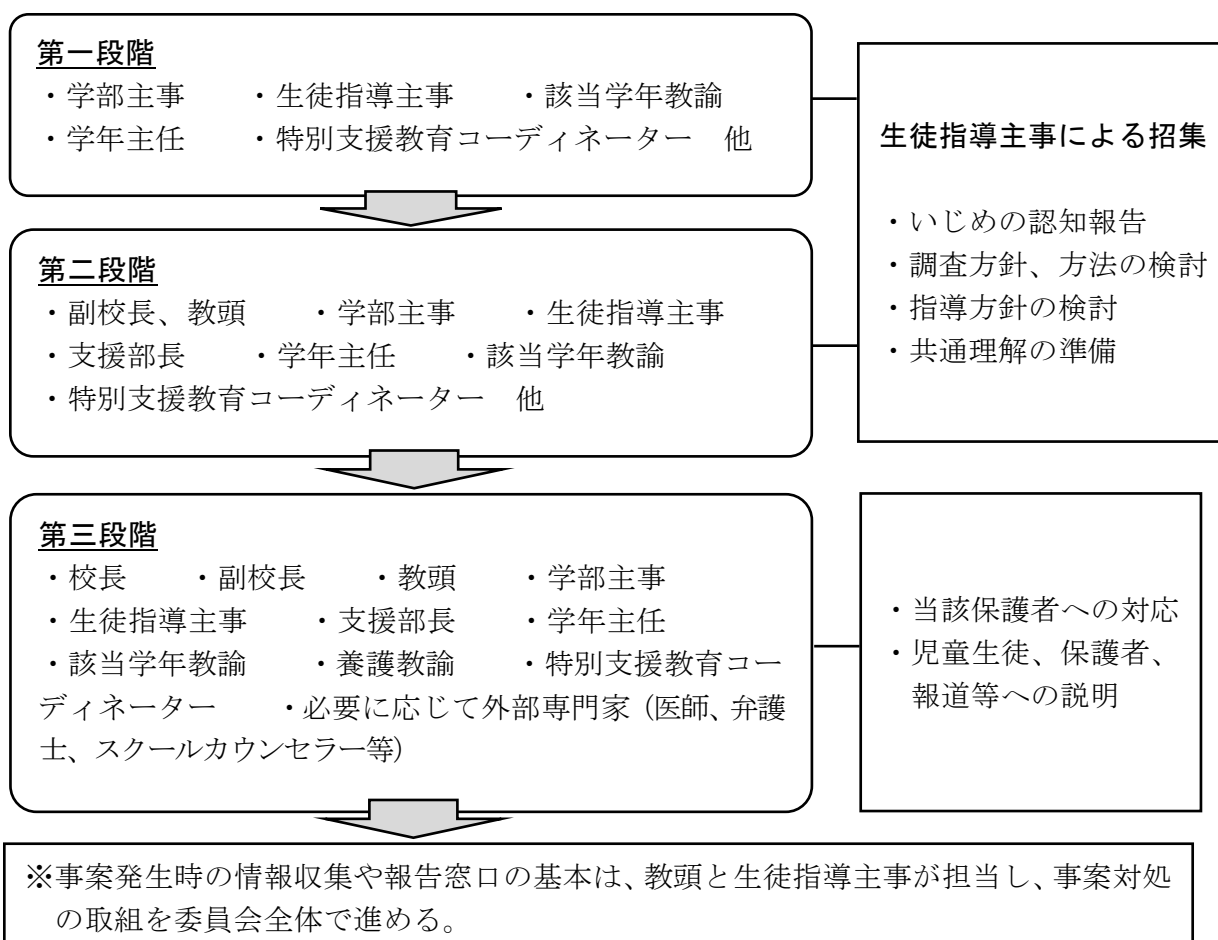 第一段階
・学部主事　・生徒指導主事　・該当学年教諭
・学年主任　・特別支援教育コーディネーター　他
生徒指導主事による招集
・いじめの認知報告
・調査方針、方法の検討
・指導方針の検討
・共通理解の準備
第二段階
・副校長、教頭　・学部主事　・生徒指導主事
・支援部長　・学年主任　・該当学年教諭
・特別支援教育コーディネーター　他
第三段階
・校長　・副校長　・教頭　・学部主事
・生徒指導主事　・支援部長　・学年主任
・該当学年教諭　・養護教諭　・特別支援教育コー
ディネーター　・必要に応じて外部専門家（医師、弁護
士、スクールカウンセラー等）
・当該保護者への対応
・児童生徒、保護者、
報道等への説明
※事案発生時の情報収集や報告窓口の基本は、教頭と生徒指導主事が担当し、事案対処
の取組を委員会全体で進める。